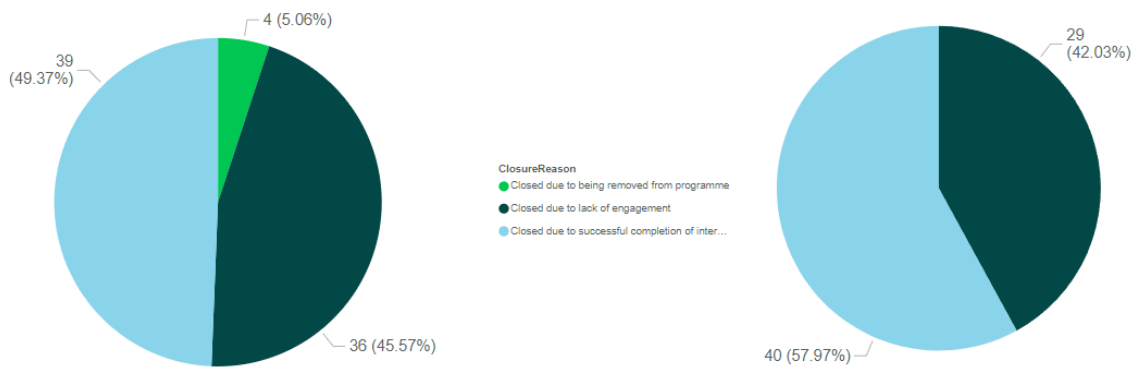 4 (5.06%)
39
(49.37%)
36 (45.57%)
ClosureReason
Closed due to being removed from programme
Closed due to lack of engagement
Closed due to successful completion of inter...
29
(42.03%)
40 (57.97%)